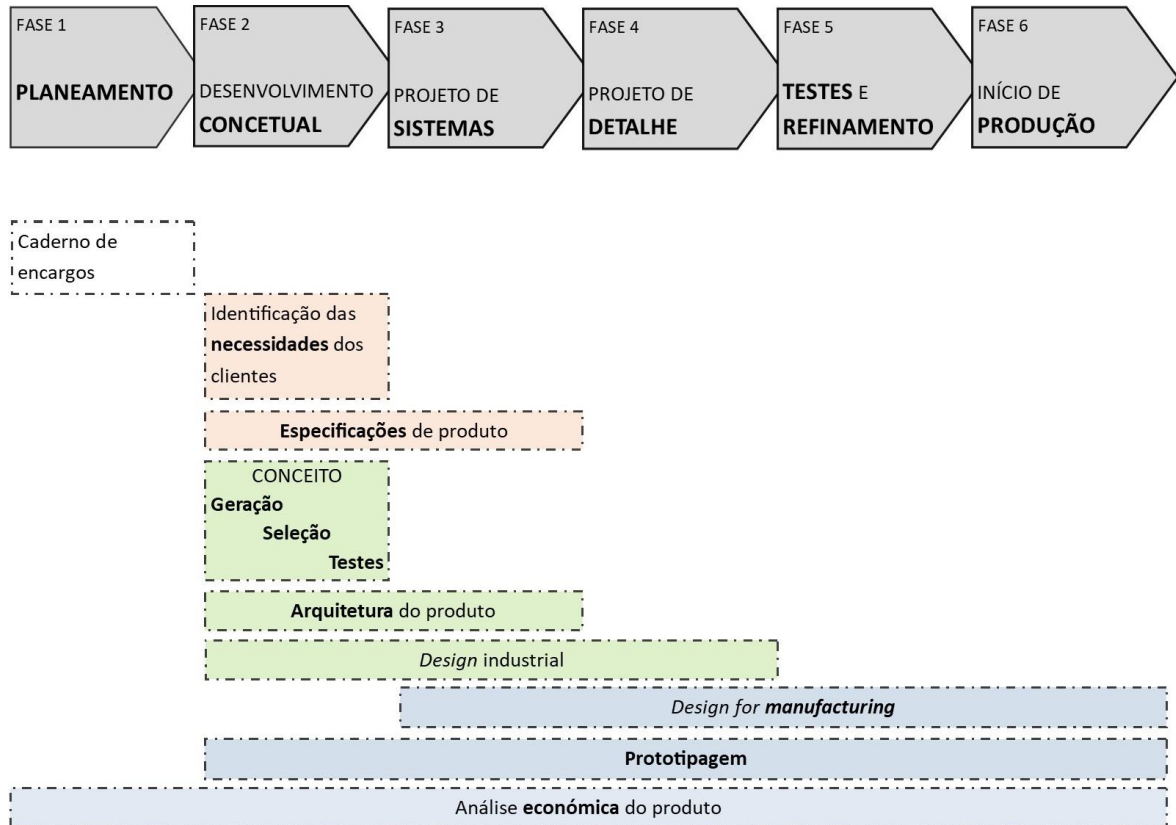 FASE 1
PLANEAMENTO
FASE 2
DESENVOLVIMENTO
CONCETUAL
FASE 3
PROJETO DE
SISTEMAS
FASE 4
PROJETO DE
DETALHE
FASE 5
TESTES E
REFINAMENTO
FASE 6
INÍCIO DE
PRODUÇÃO
Caderno de
encargos
Identificação das
necessidades dos
clientes
Especificações de produto
CONCEITO
Geração
Seleção
Testes
Arquitetura do produto
Design industrial
Design for manufacturing
Prototipagem
Análise económica do produto